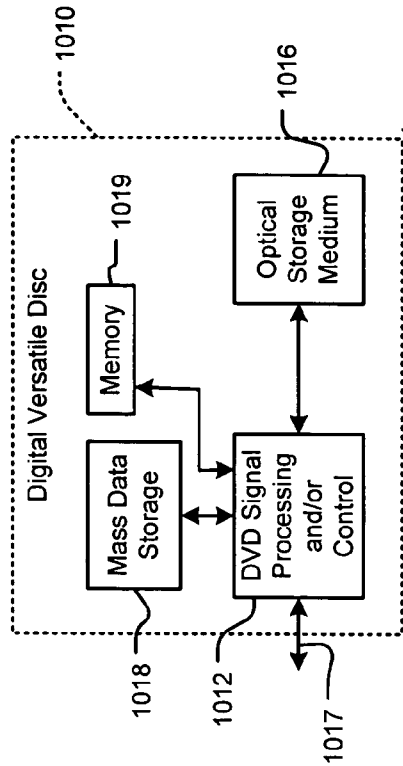 1010
Digital Versatile Disc
1019
Memory
Mass Data
Storage
1018
DVD Signal
Processing
and/or
Control
1012
Optical
Storage
Medium
1016
1017